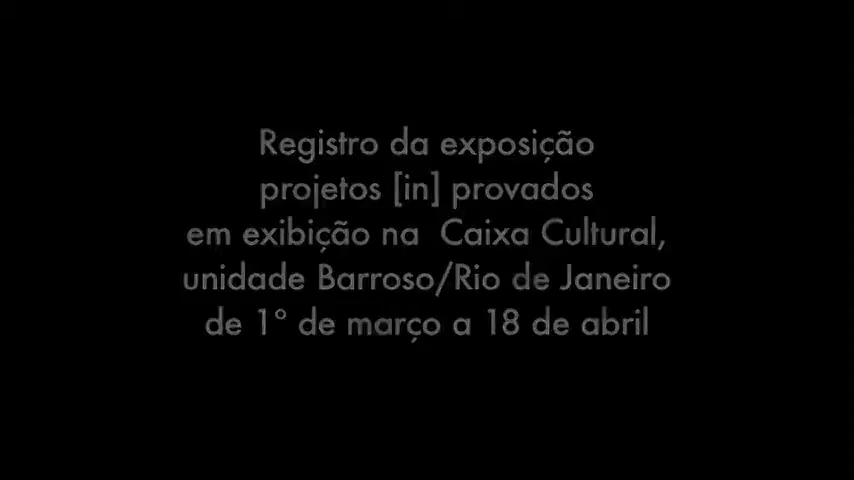 Registro da exposição
projetos [in] provados
em exibição na Caixa Cultural,
unidade Barroso/Rio de Janeiro
de 1° de março a 18 de abril